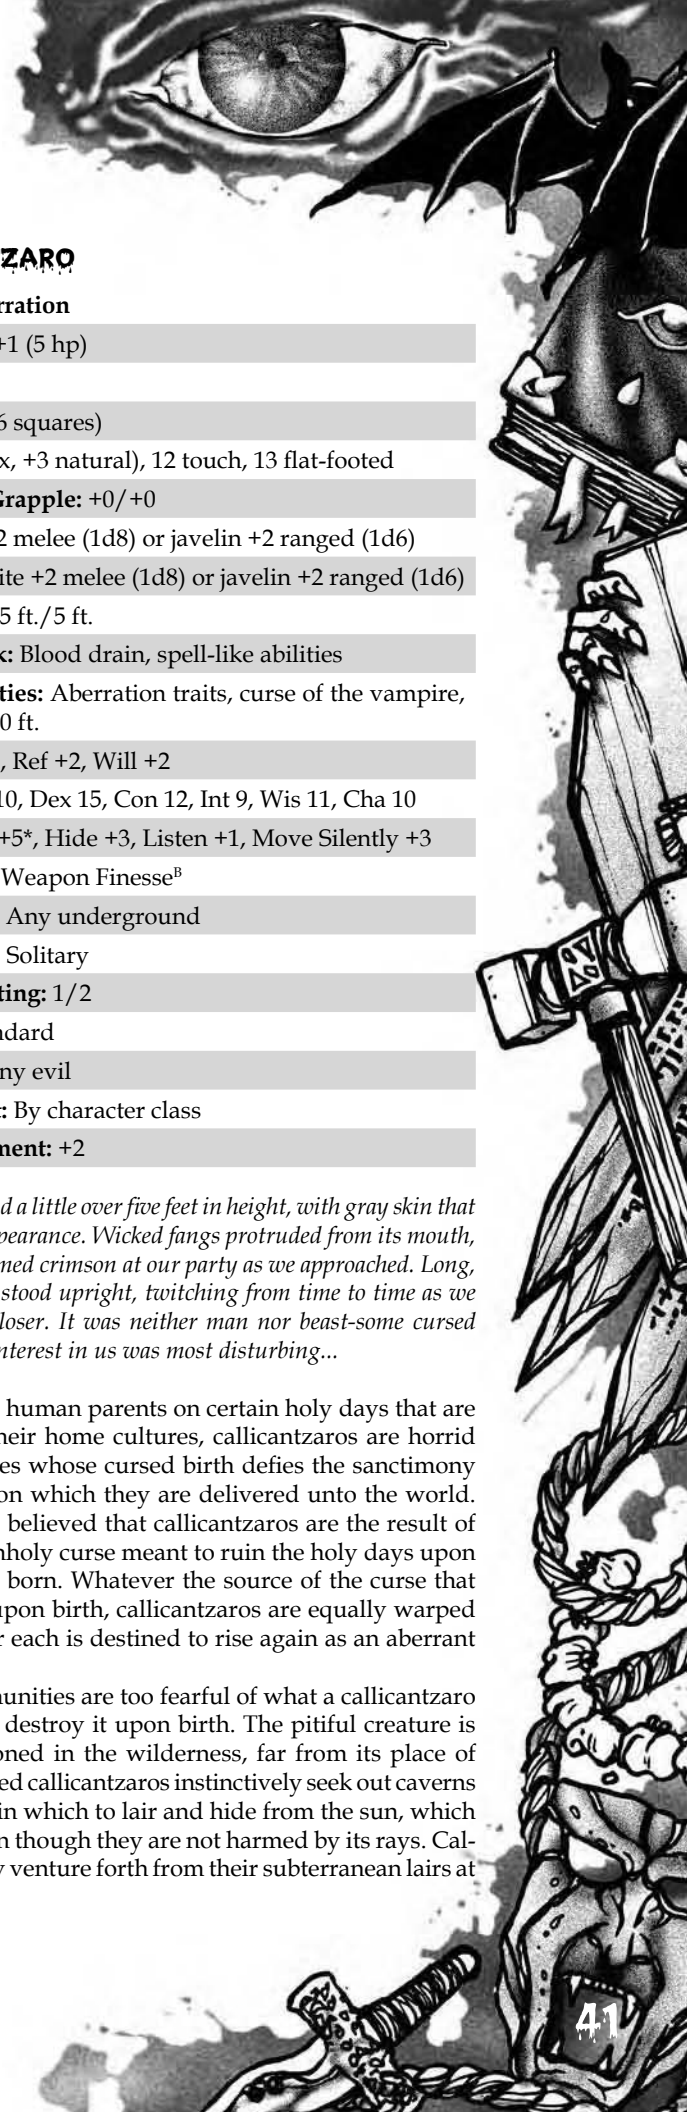 ZARO
rration
+1 (5 hp)
6 squares)
x, +3 natural), 12 touch, 13 flat-footed
Grapple: +0/+0
2 melee (1d8) or javelin +2 ranged (1d6)
ite +2 melee (1d8) or javelin +2 ranged (1d6)
5 ft./5 ft.
k: Blood drain, spell-like abilities
ties: Aberration traits, curse of the vampire,
0 ft.
, Ref +2, Will +2
10, Dex 15, Con 12, Int 9, Wis 11, Cha 10
+5*, Hide +3, Listen +1, Move Silently +3
Weapon Finesseᴮ
Any underground
Solitary
ting: 1/2
ndard
ny evil
t: By character class
ment: +2
d a little over five feet in height, with gray skin that
pearance. Wicked fangs protruded from its mouth,
med crimson at our party as we approached. Long,
stood upright, twitching from time to time as we
loser. It was neither man nor beast-some cursed
nterest in us was most disturbing...
human parents on certain holy days that are
heir home cultures, callicantzaros are horrid
es whose cursed birth defies the sanctimony
on which they are delivered unto the world.
believed that callicantzaros are the result of
nholy curse meant to ruin the holy days upon
born. Whatever the source of the curse that
upon birth, callicantzaros are equally warped
r each is destined to rise again as an aberrant
unities are too fearful of what a callicantzaro
destroy it upon birth. The pitiful creature is
oned in the wilderness, far from its place of
ed callicantzaros instinctively seek out caverns
in which to lair and hide from the sun, which
n though they are not harmed by its rays. Cal-
y venture forth from their subterranean lairs at
41